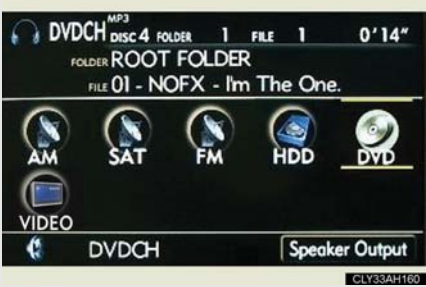 DVDCH MP3 DISC 4 FOLDER 1 FILE 1 0'14"
FOLDER ROOT FOLDER
FILE 01 - NOFX - I'm The One.
AM SAT FM HDD DVD
VIDEO
DVDCH Speaker Output
CLY33AH160